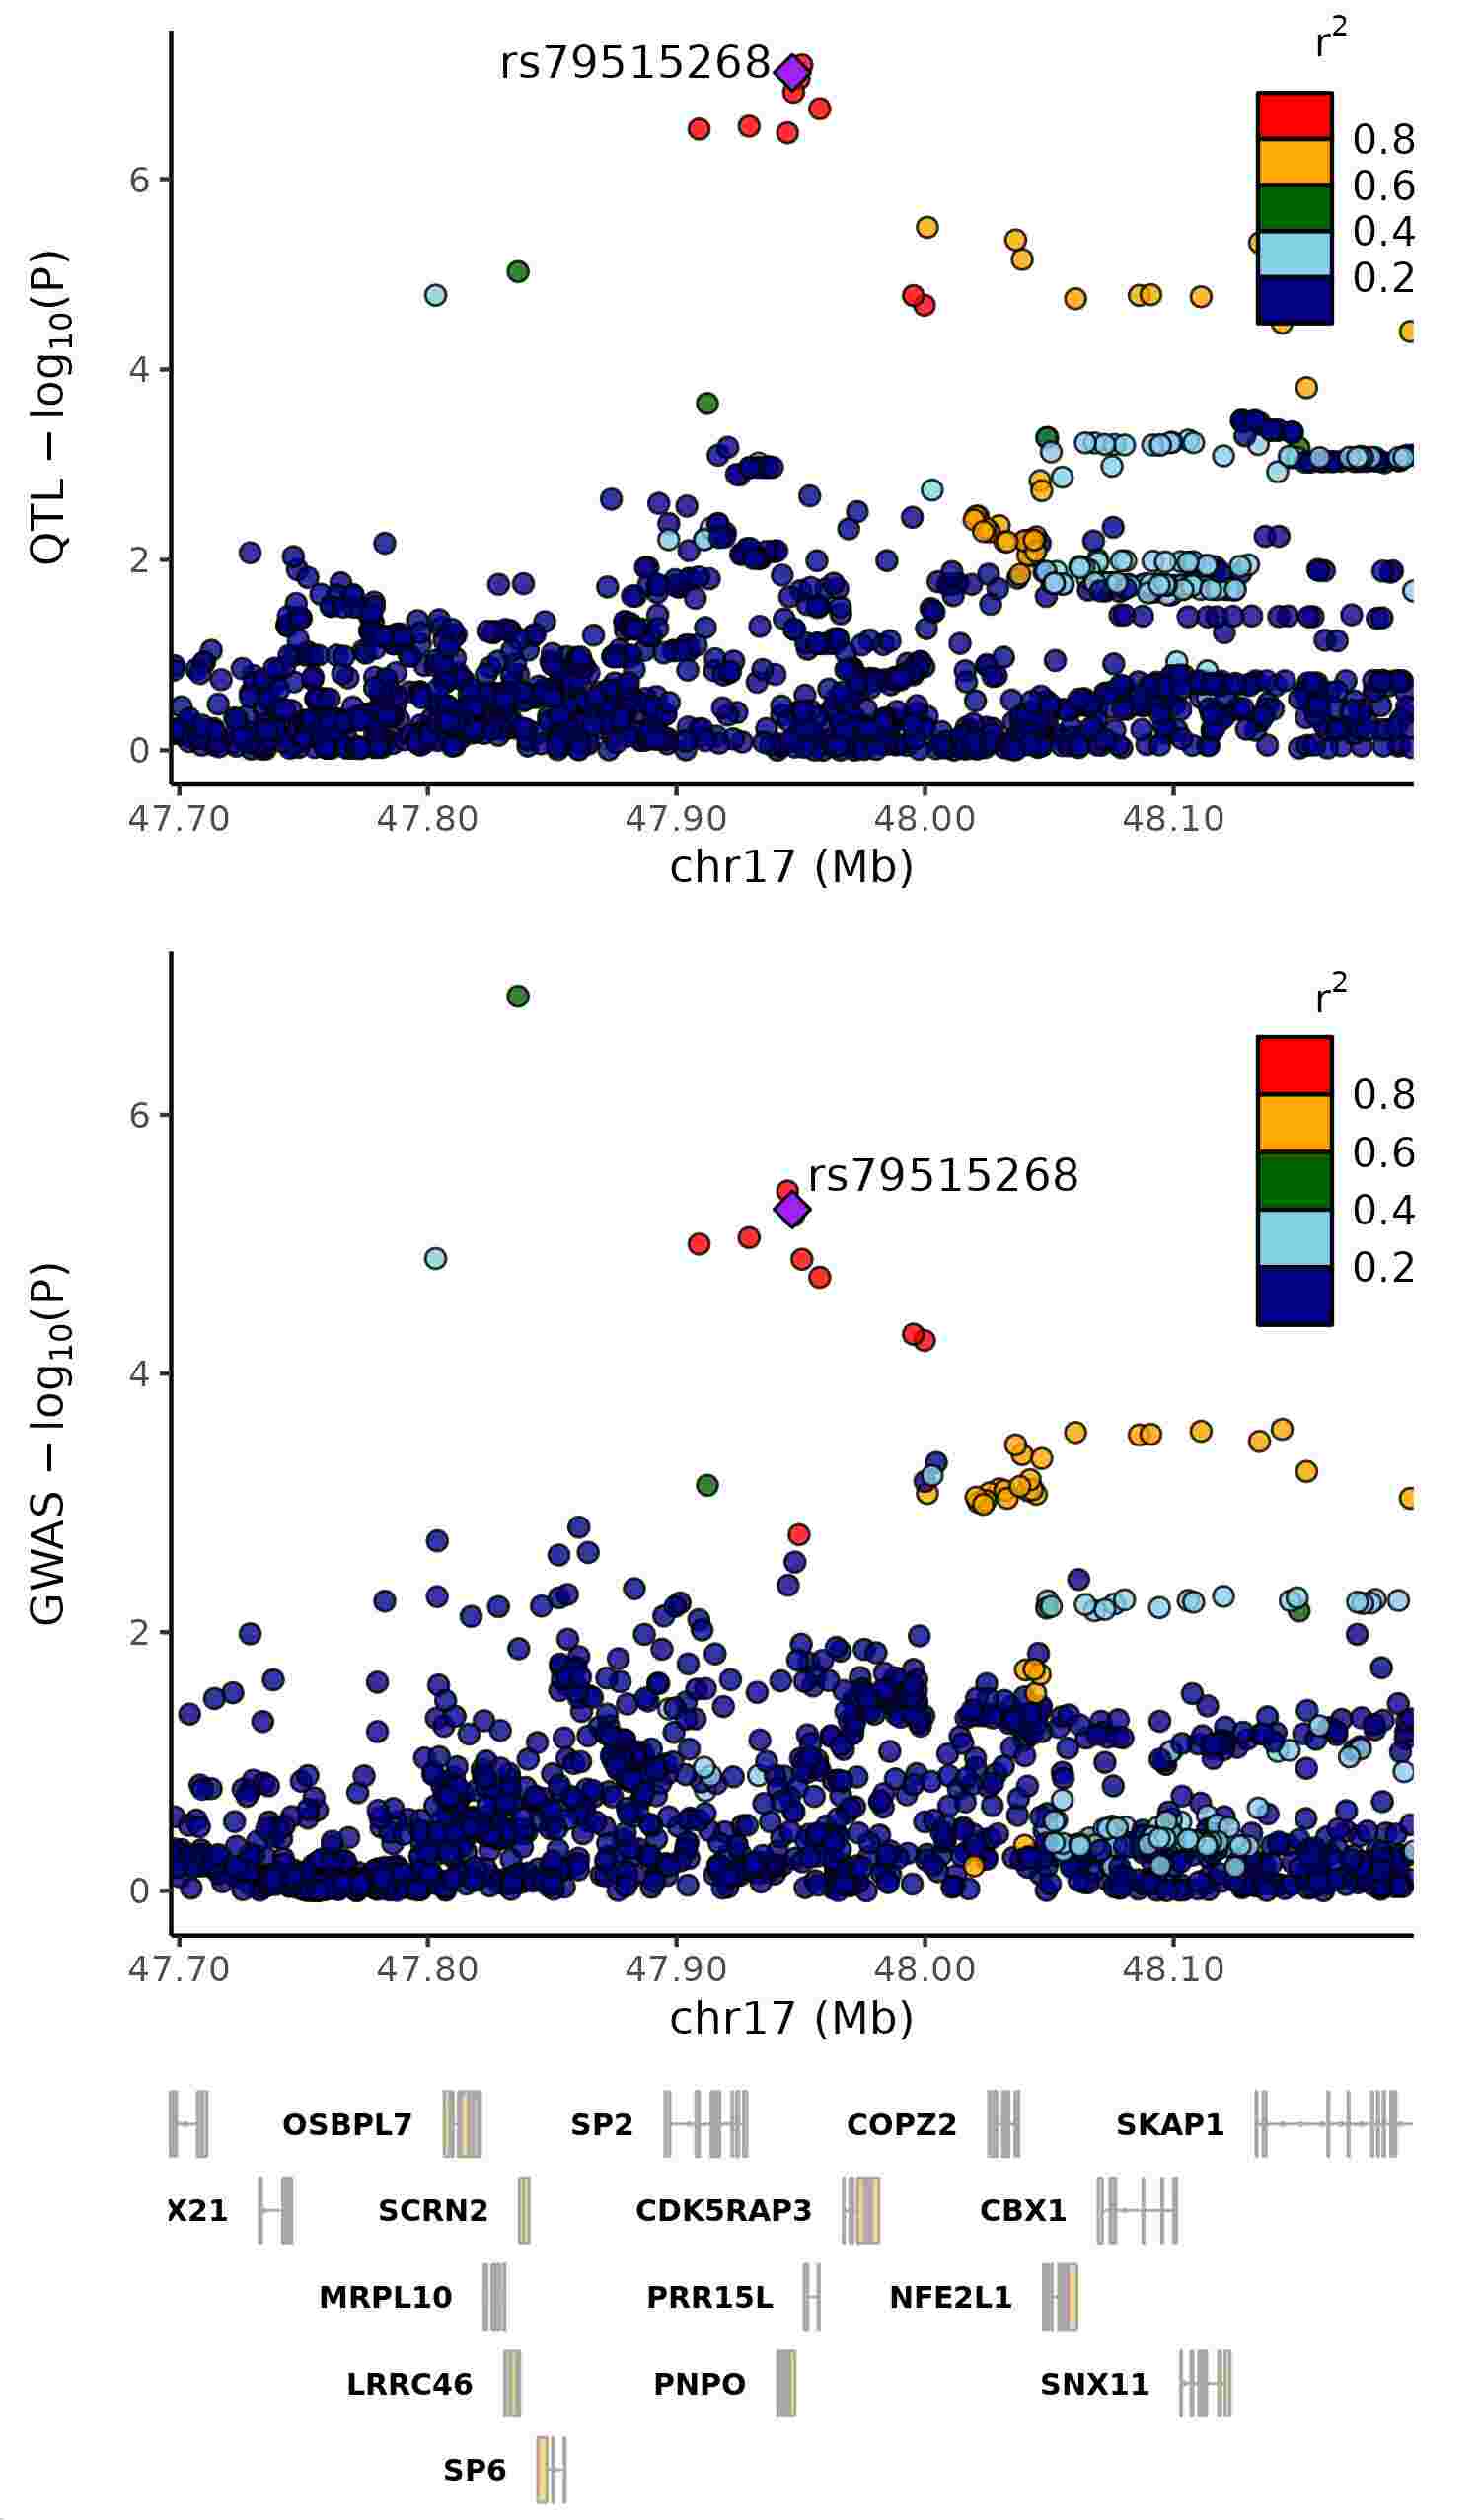 r2
rs79515268
0.8
0.6
0.4
0.2
6
4
2
0
QTL − log10(P)
47.70 47.80 47.90 48.00 48.10
chr17 (Mb)
r2
rs79515268
0.8
0.6
0.4
0.2
6
4
2
0
GWAS − log10(P)
47.70 47.80 47.90 48.00 48.10
chr17 (Mb)
OSBPL7 SP2 COPZ2 SKAP1
X21 SCRN2 CDK5RAP3 CBX1
MRPL10 PRR15L NFE2L1
LRRC46 PNPO SNX11
SP6